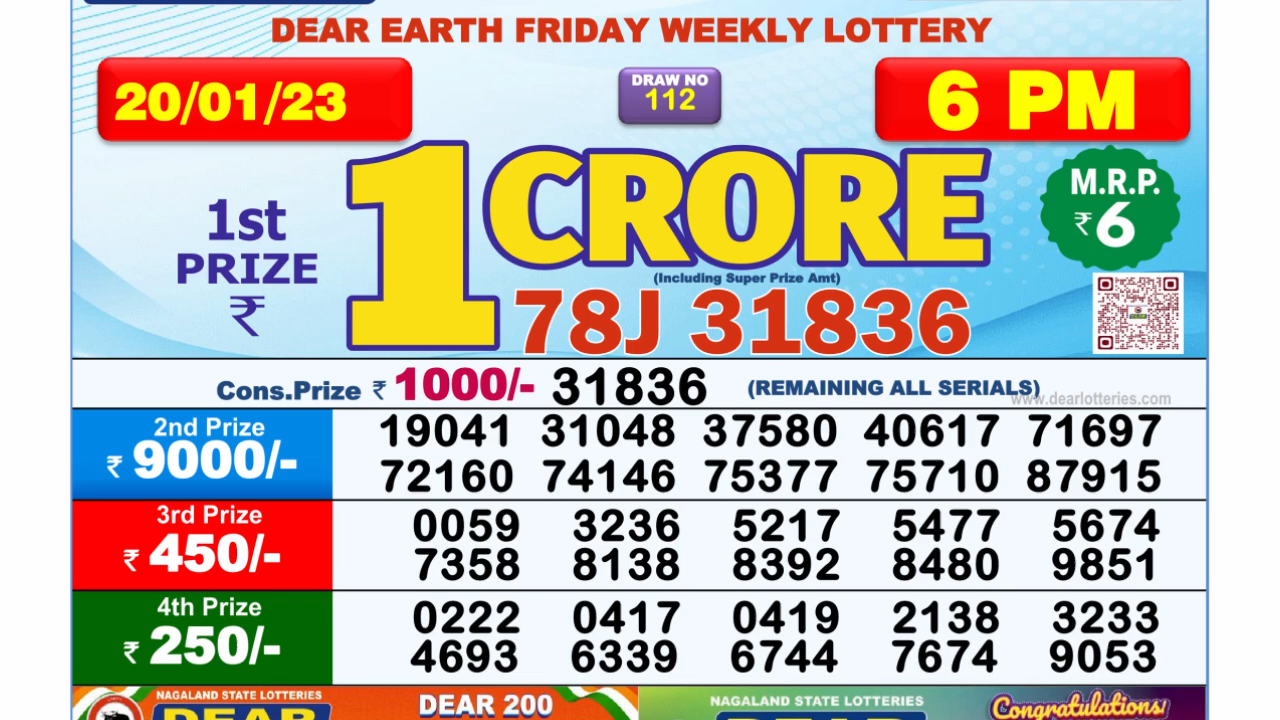 DEAR EARTH FRIDAY WEEKLY LOTTERY
20/01/23
DRAW NO
112
6 PM
1st
PRIZE
₹
1 CRORE
(Including Super Prize Amt)
78J 31836
M.R.P.
₹6
Cons.Prize ₹ 1000/- 31836 (REMAINING ALL SERIALS)
www.dearlotteries.com
2nd Prize
₹ 9000/-
19041 31048 37580 40617 71697
72160 74146 75377 75710 87915
3rd Prize
₹ 450/-
0059 3236 5217 5477 5674
7358 8138 8392 8480 9851
4th Prize
₹ 250/-
0222 0417 0419 2138 3233
4693 6339 6744 7674 9053
NAGALAND STATE LOTTERIES
DEAR
DEAR 200
NAGALAND STATE LOTTERIES
DEAR
Congratulations!